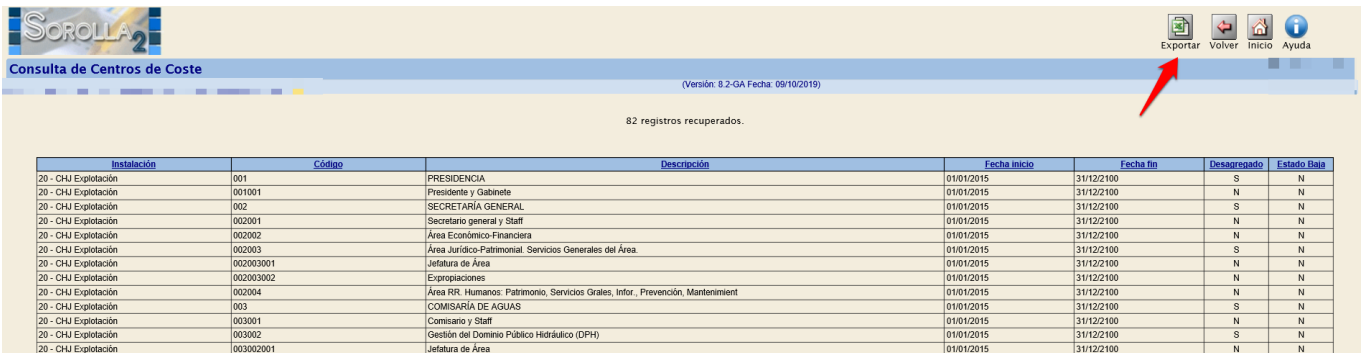 SOROLLA2
Exportar Volver Inicio Ayuda
Consulta de Centros de Coste
(Versión: 8.2-GA Fecha: 09/10/2019)
82 registros recuperados.
Instalación Código Descripción Fecha inicio Fecha fin Desagregado Estado Baja
20 - CHJ Explotación 001 PRESIDENCIA 01/01/2015 31/12/2100 S N
20 - CHJ Explotación 001001 Presidente y Gabinete 01/01/2015 31/12/2100 N N
20 - CHJ Explotación 002 SECRETARÍA GENERAL 01/01/2015 31/12/2100 S N
20 - CHJ Explotación 002001 Secretario general y Staff 01/01/2015 31/12/2100 N N
20 - CHJ Explotación 002002 Área Económico-Financiera 01/01/2015 31/12/2100 N N
20 - CHJ Explotación 002003 Área Jurídico-Patrimonial. Servicios Generales del Área. 01/01/2015 31/12/2100 S N
20 - CHJ Explotación 002003001 Jefatura de Área 01/01/2015 31/12/2100 N N
20 - CHJ Explotación 002003002 Expropiaciones 01/01/2015 31/12/2100 N N
20 - CHJ Explotación 002004 Área RR. Humanos: Patrimonio, Servicios Grales, Infor., Prevención, Mantenimient 01/01/2015 31/12/2100 N N
20 - CHJ Explotación 003 COMISARÍA DE AGUAS 01/01/2015 31/12/2100 S N
20 - CHJ Explotación 003001 Comisario y Staff 01/01/2015 31/12/2100 N N
20 - CHJ Explotación 003002 Gestión del Dominio Público Hidráulico (DPH) 01/01/2015 31/12/2100 S N
20 - CHJ Explotación 003002001 Jefatura de Área 01/01/2015 31/12/2100 N N